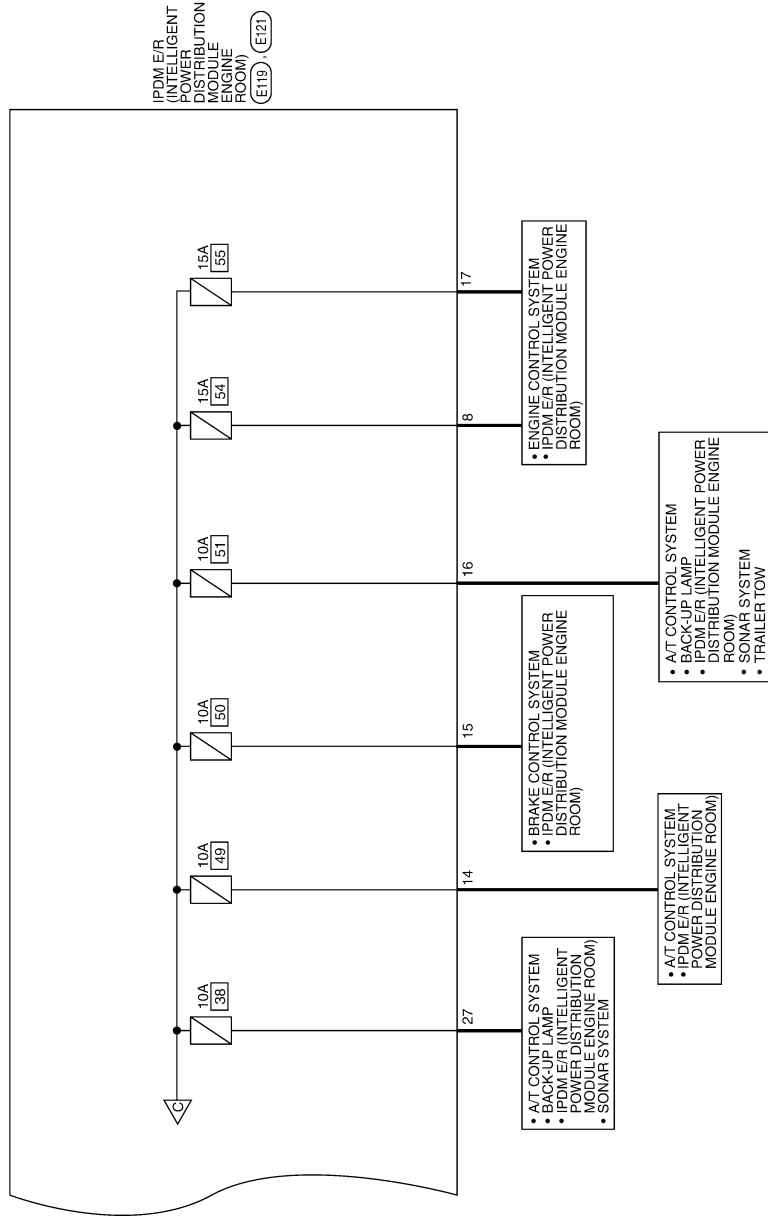 IPDM E/R
(INTELLIGENT
POWER
DISTRIBUTION
MODULE
ENGINE
ROOM)
E119 , E121
C
10A
38
10A
49
10A
50
10A
51
15A
54
15A
55
27
14
15
16
8
17
• A/T CONTROL SYSTEM
• BACK-UP LAMP
• IPDM E/R (INTELLIGENT
POWER DISTRIBUTION
MODULE ENGINE ROOM)
• SONAR SYSTEM
• A/T CONTROL SYSTEM
• IPDM E/R (INTELLIGENT
POWER DISTRIBUTION
MODULE ENGINE ROOM)
• BRAKE CONTROL SYSTEM
• IPDM E/R (INTELLIGENT POWER
DISTRIBUTION MODULE ENGINE
ROOM)
• A/T CONTROL SYSTEM
• BACK-UP LAMP
• IPDM E/R (INTELLIGENT POWER
DISTRIBUTION MODULE ENGINE
ROOM)
• SONAR SYSTEM
• TRAILER TOW
• ENGINE CONTROL SYSTEM
• IPDM E/R (INTELLIGENT POWER
DISTRIBUTION MODULE ENGINE
ROOM)